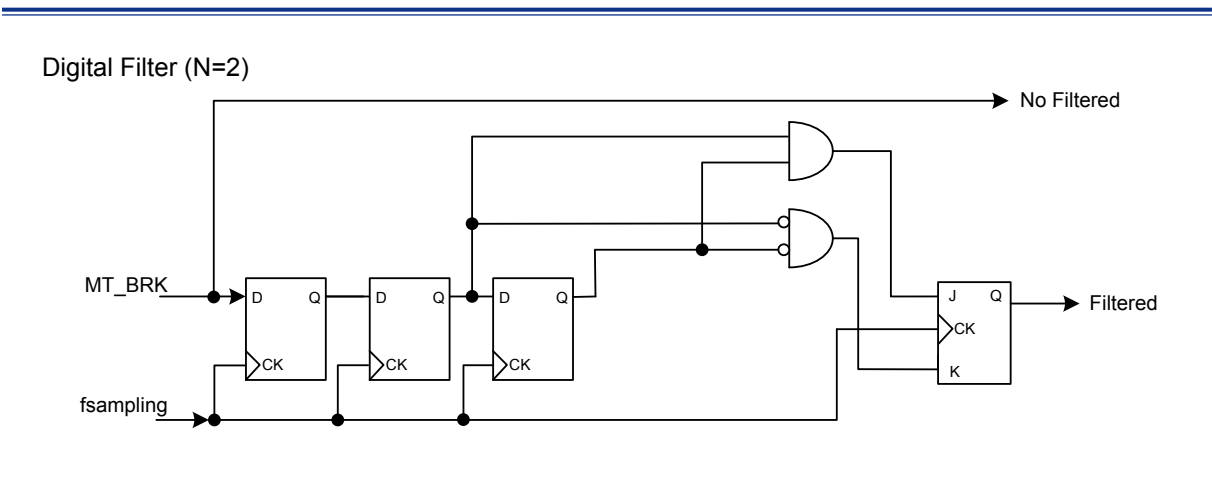 Digital Filter (N=2)
No Filtered
MT_BRK
D Q
D Q
D Q
J Q
Filtered
CK
CK
CK
CK
K
fsampling